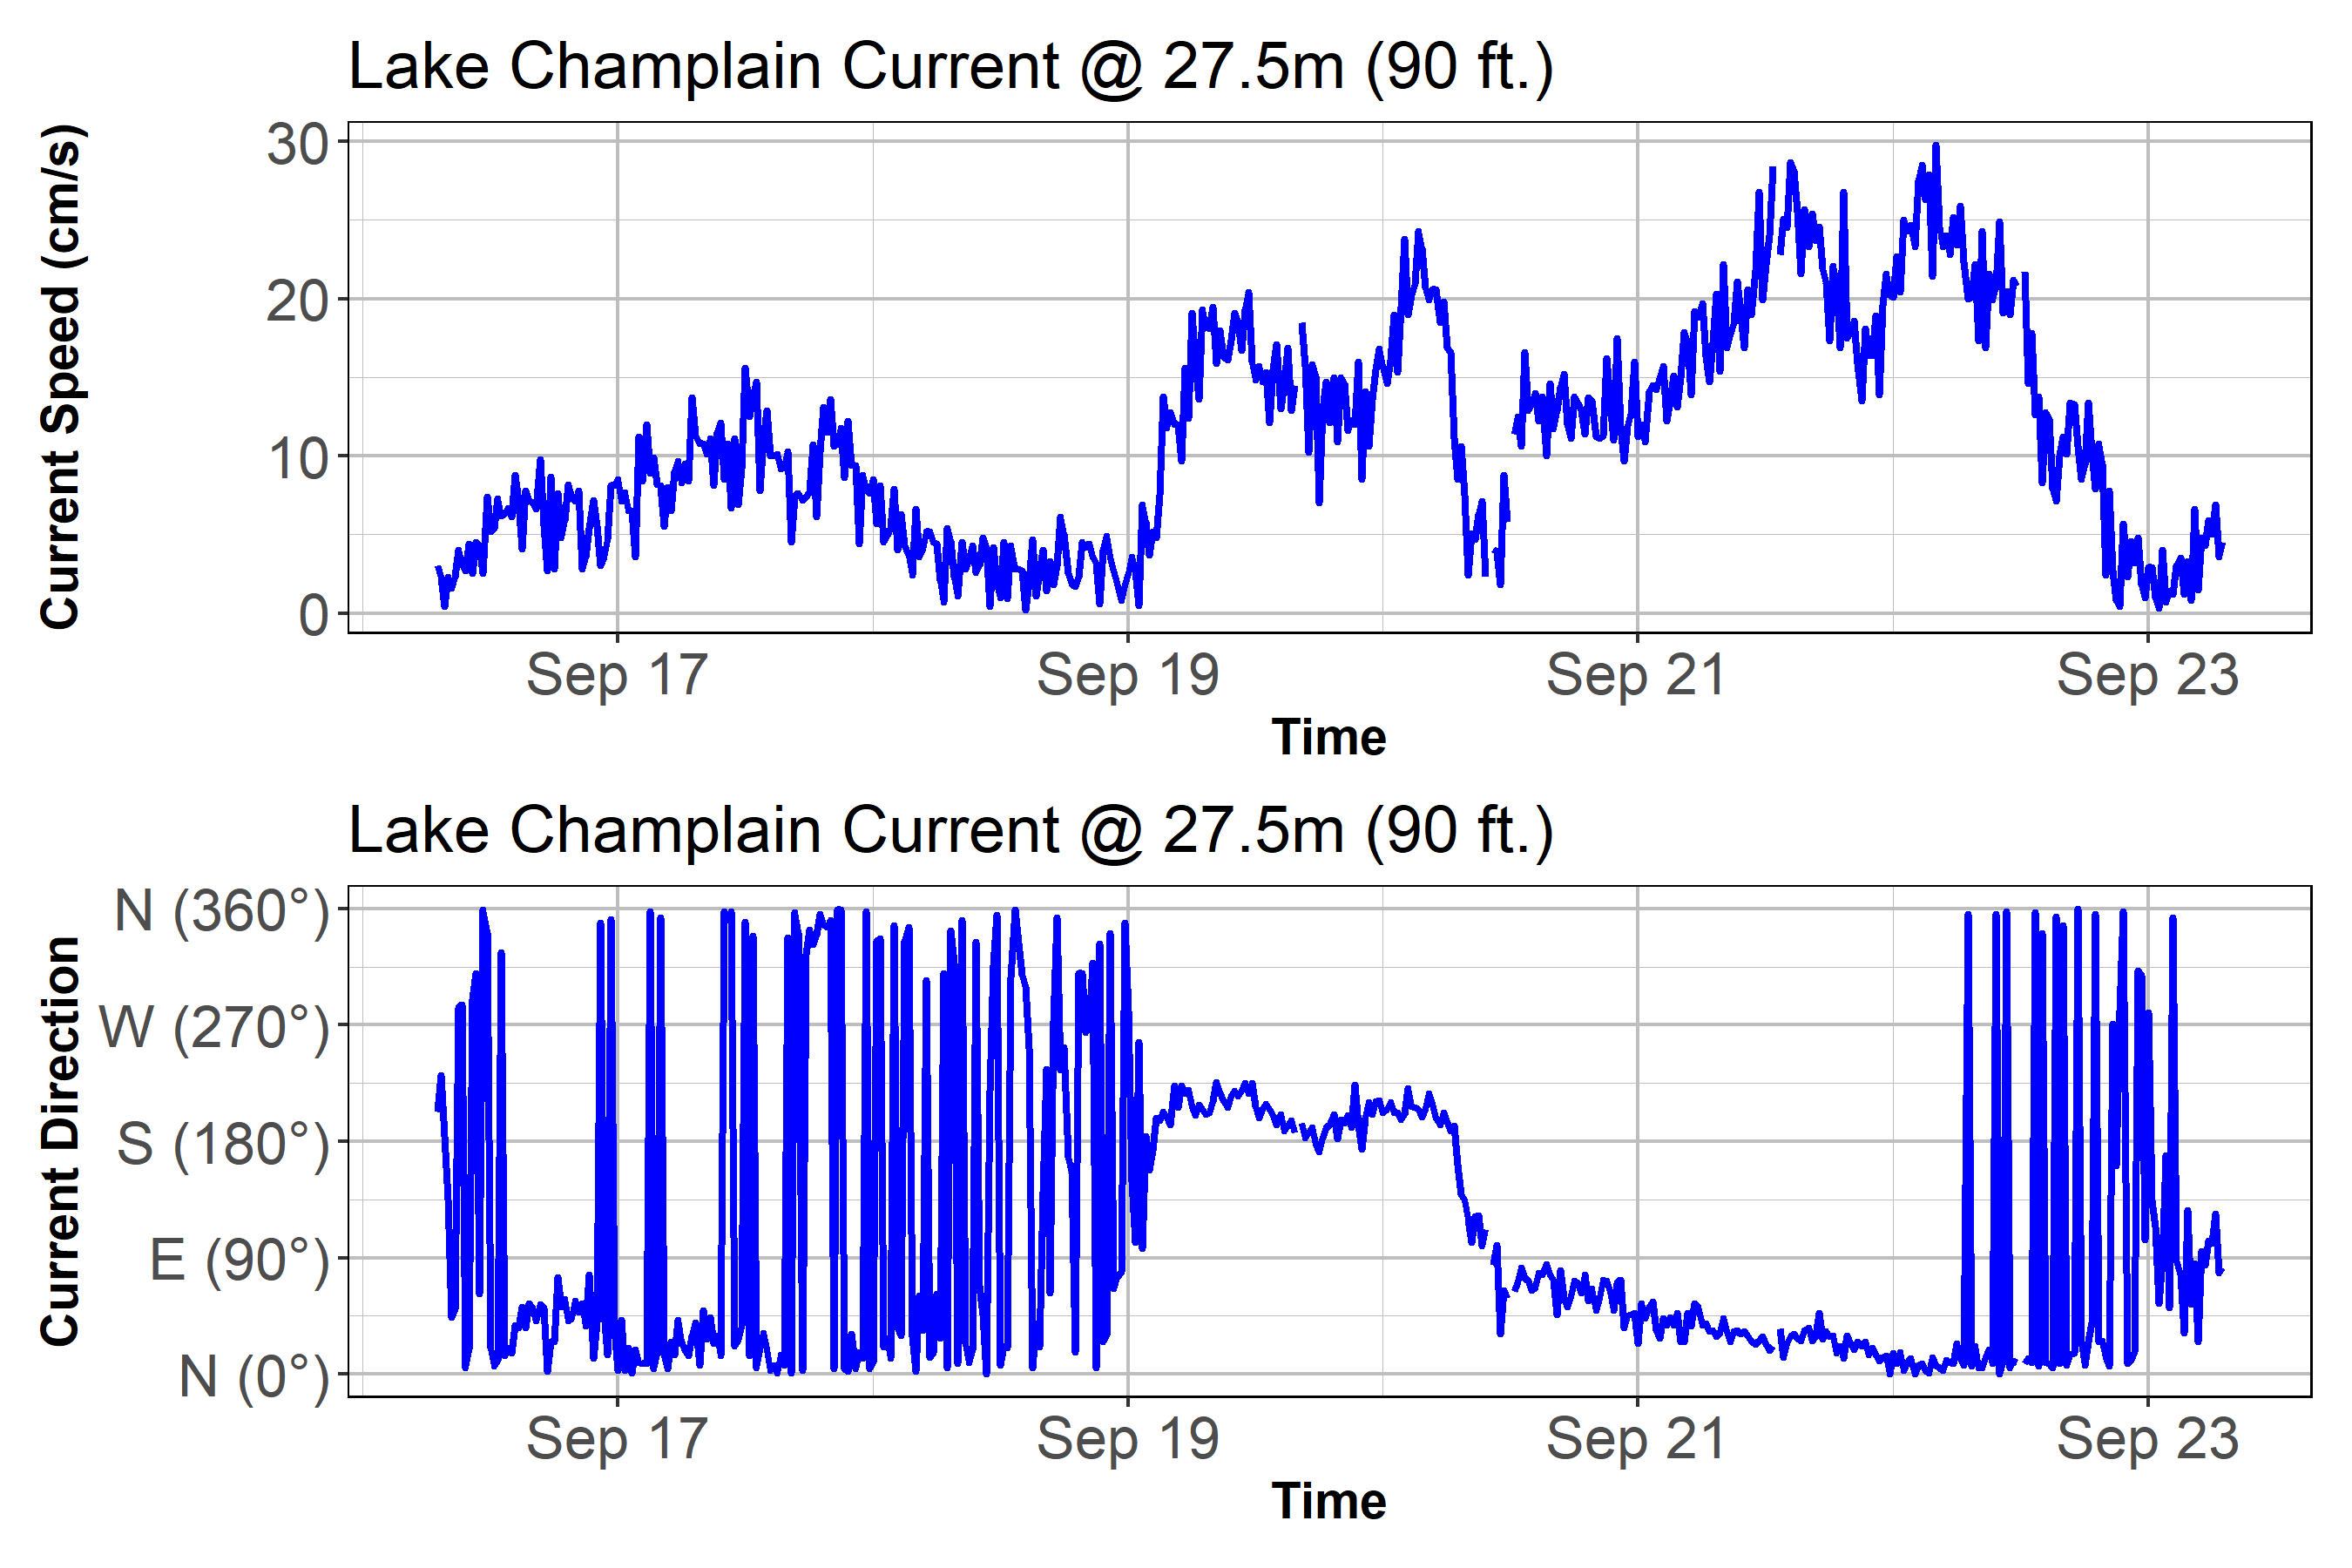 Lake Champlain Current @ 27.5m (90 ft.)
Current Speed (cm/s)
30
20
10
0
Sep 17 Sep 19 Sep 21 Sep 23
Time
Lake Champlain Current @ 27.5m (90 ft.)
Current Direction
N (360°)
W (270°)
S (180°)
E (90°)
N (0°)
Sep 17 Sep 19 Sep 21 Sep 23
Time